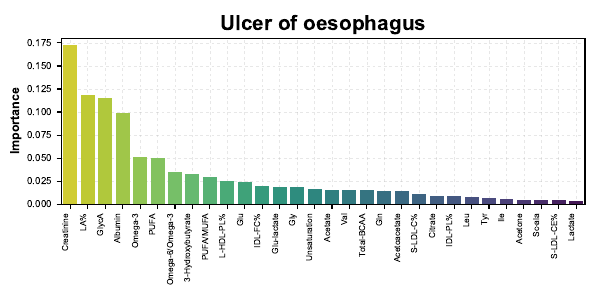 Ulcer of oesophagus
Importance
0.175
0.150
0.125
0.100
0.075
0.050
0.025
0.000
Creatinine
LA%
GlycA
Albumin
Omega-3
PUFA
Omega-6/Omega-3
3-Hydroxybutyrate
PUFA/MUFA
L-HDL-PL%
Glu
IDL-FC%
Glu-lactate
Gly
Unsaturation
Acetate
Val
Total-BCAA
Gln
Acetoacetate
S-LDL-C%
Citrate
IDL-PL%
Leu
Tyr
Ile
Acetone
S-LDL-CE%
Lactate